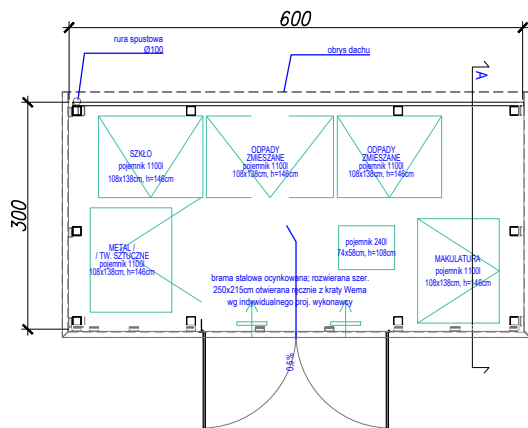 600
rura spustowa
Ø100
obrys dachu
A
300
SZKŁO
pojemnik 1100l
108x138cm, h=146cm
ODPADY
ZMIESZANE
pojemnik 1100l
108x138cm, h=146cm
ODPADY
ZMIESZANE
pojemnik 1100l
108x138cm, h=146cm
METAL /
/ TW. SZTUCZNE
pojemnik 1100l
108x138cm, h=146cm
pojemnik 240l
74x58cm, h=108cm
MAKULATURA
pojemnik 1100l
108x138cm, h=146cm
brama stalowa ocynkowana; rozwierana szer.
250x215cm otwierana ręcznie z kraty Wema
wg indywidualnego proj. wykonawcy
0,5%